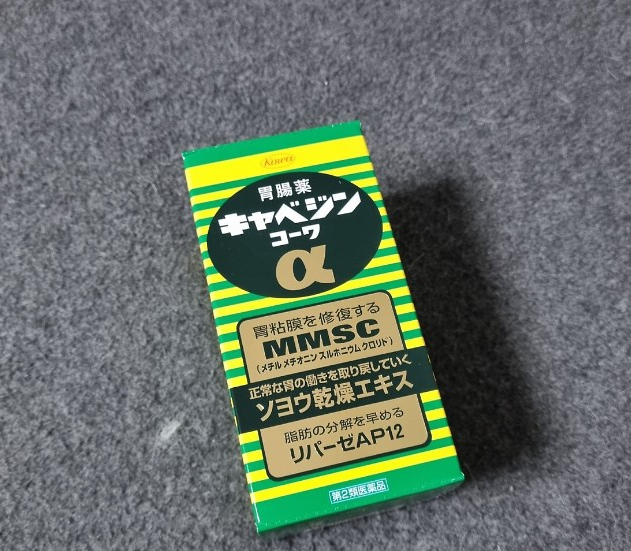 Kowa
胃腸薬
キャベジン
コーワ
α
胃粘膜を修復する
MMSC
(メチルメチオニンスルホニウムクロリド)
正常な胃の働きを取り戻していく
ソヨウ乾燥エキス
脂肪の分解を早める
リパーゼAP12
第2類医薬品